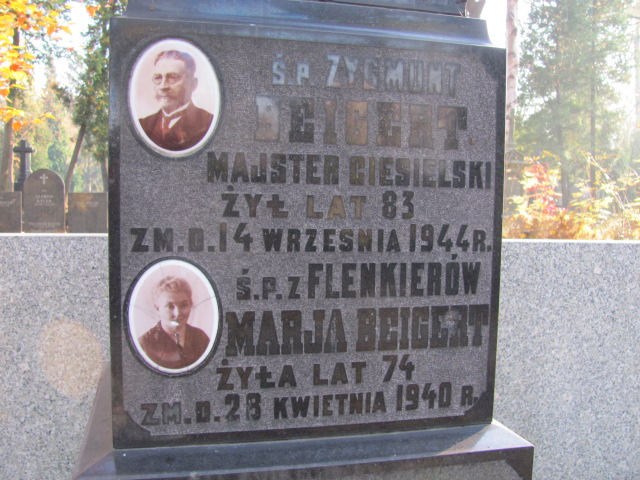 Ś.P. ZYGMUNT
BEIGERT.
MAJSTER CIESIELSKI
ŻYŁ LAT 83
ZM. D. 14 WRZEŚNIA 1944 R.
Ś.P. Z FLENKIERÓW
MARJA BEIGERT
ŻYŁA LAT 74
ZM. D. 28 KWIETNIA 1940 R.